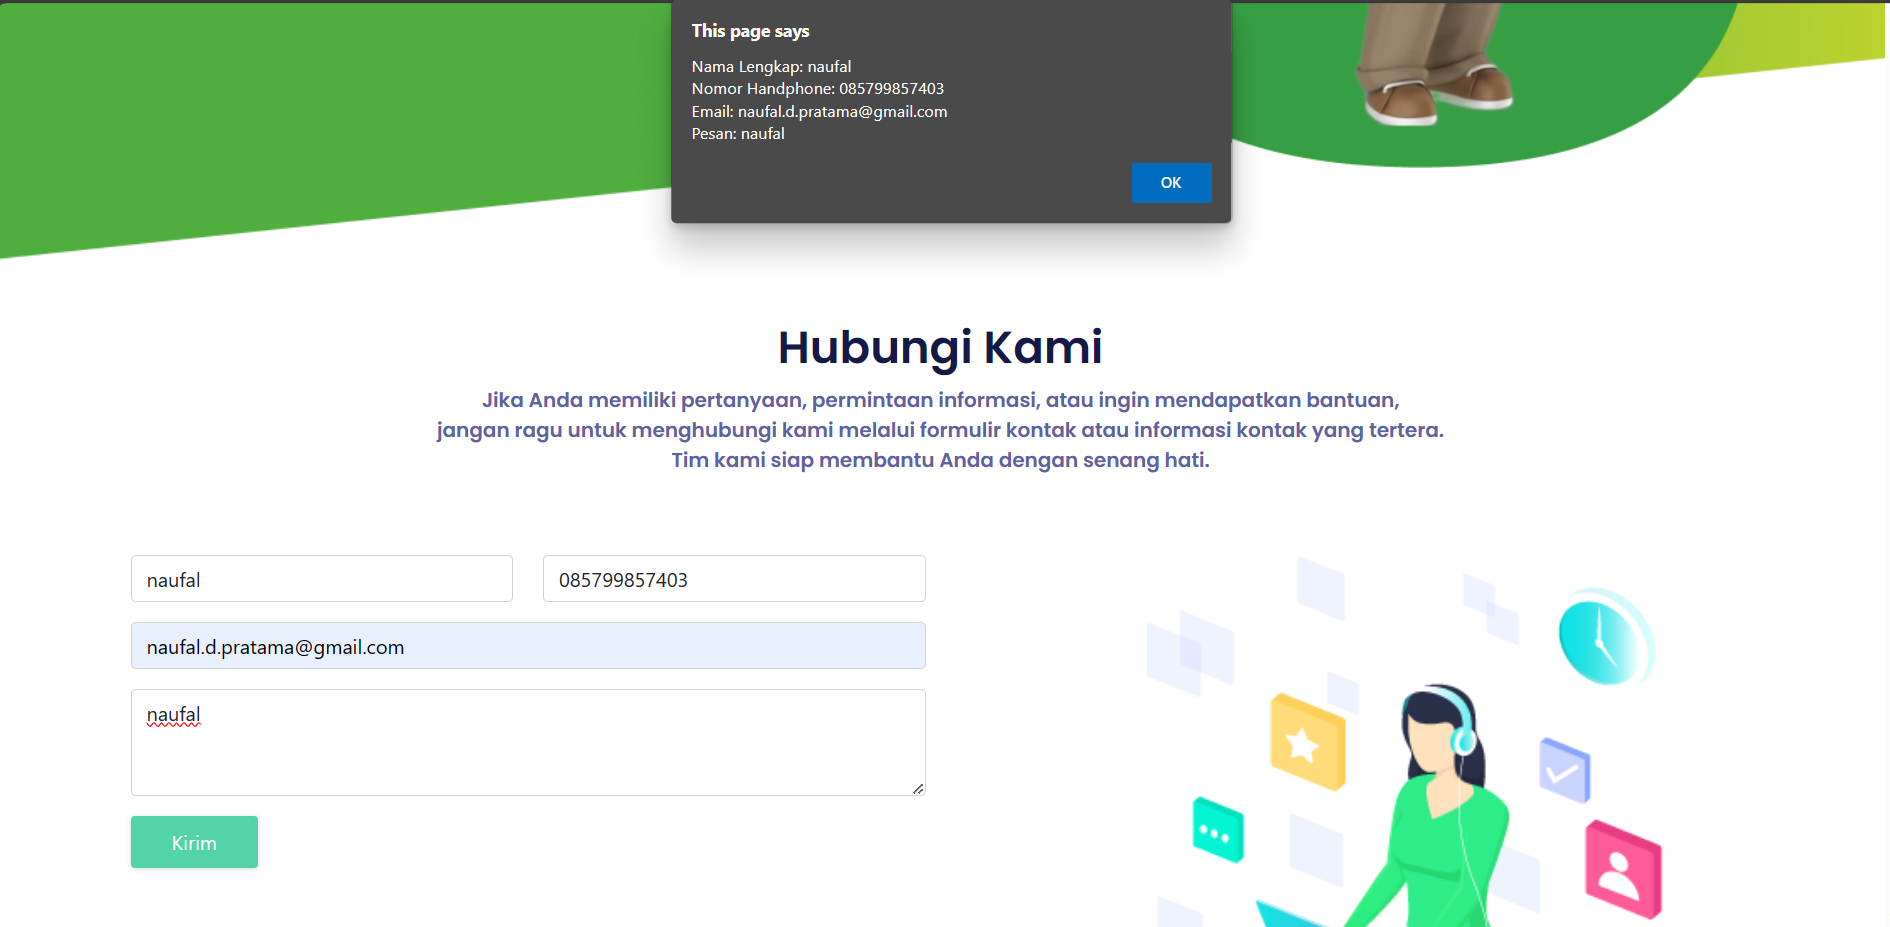 This page says
Nama Lengkap: naufal
Nomor Handphone: 085799857403
Email: naufal.d.pratama@gmail.com
Pesan: naufal
OK
Hubungi Kami
Jika Anda memiliki pertanyaan, permintaan informasi, atau ingin mendapatkan bantuan,
jangan ragu untuk menghubungi kami melalui formulir kontak atau informasi kontak yang tertera.
Tim kami siap membantu Anda dengan senang hati.
naufal
085799857403
naufal.d.pratama@gmail.com
naufal
Kirim